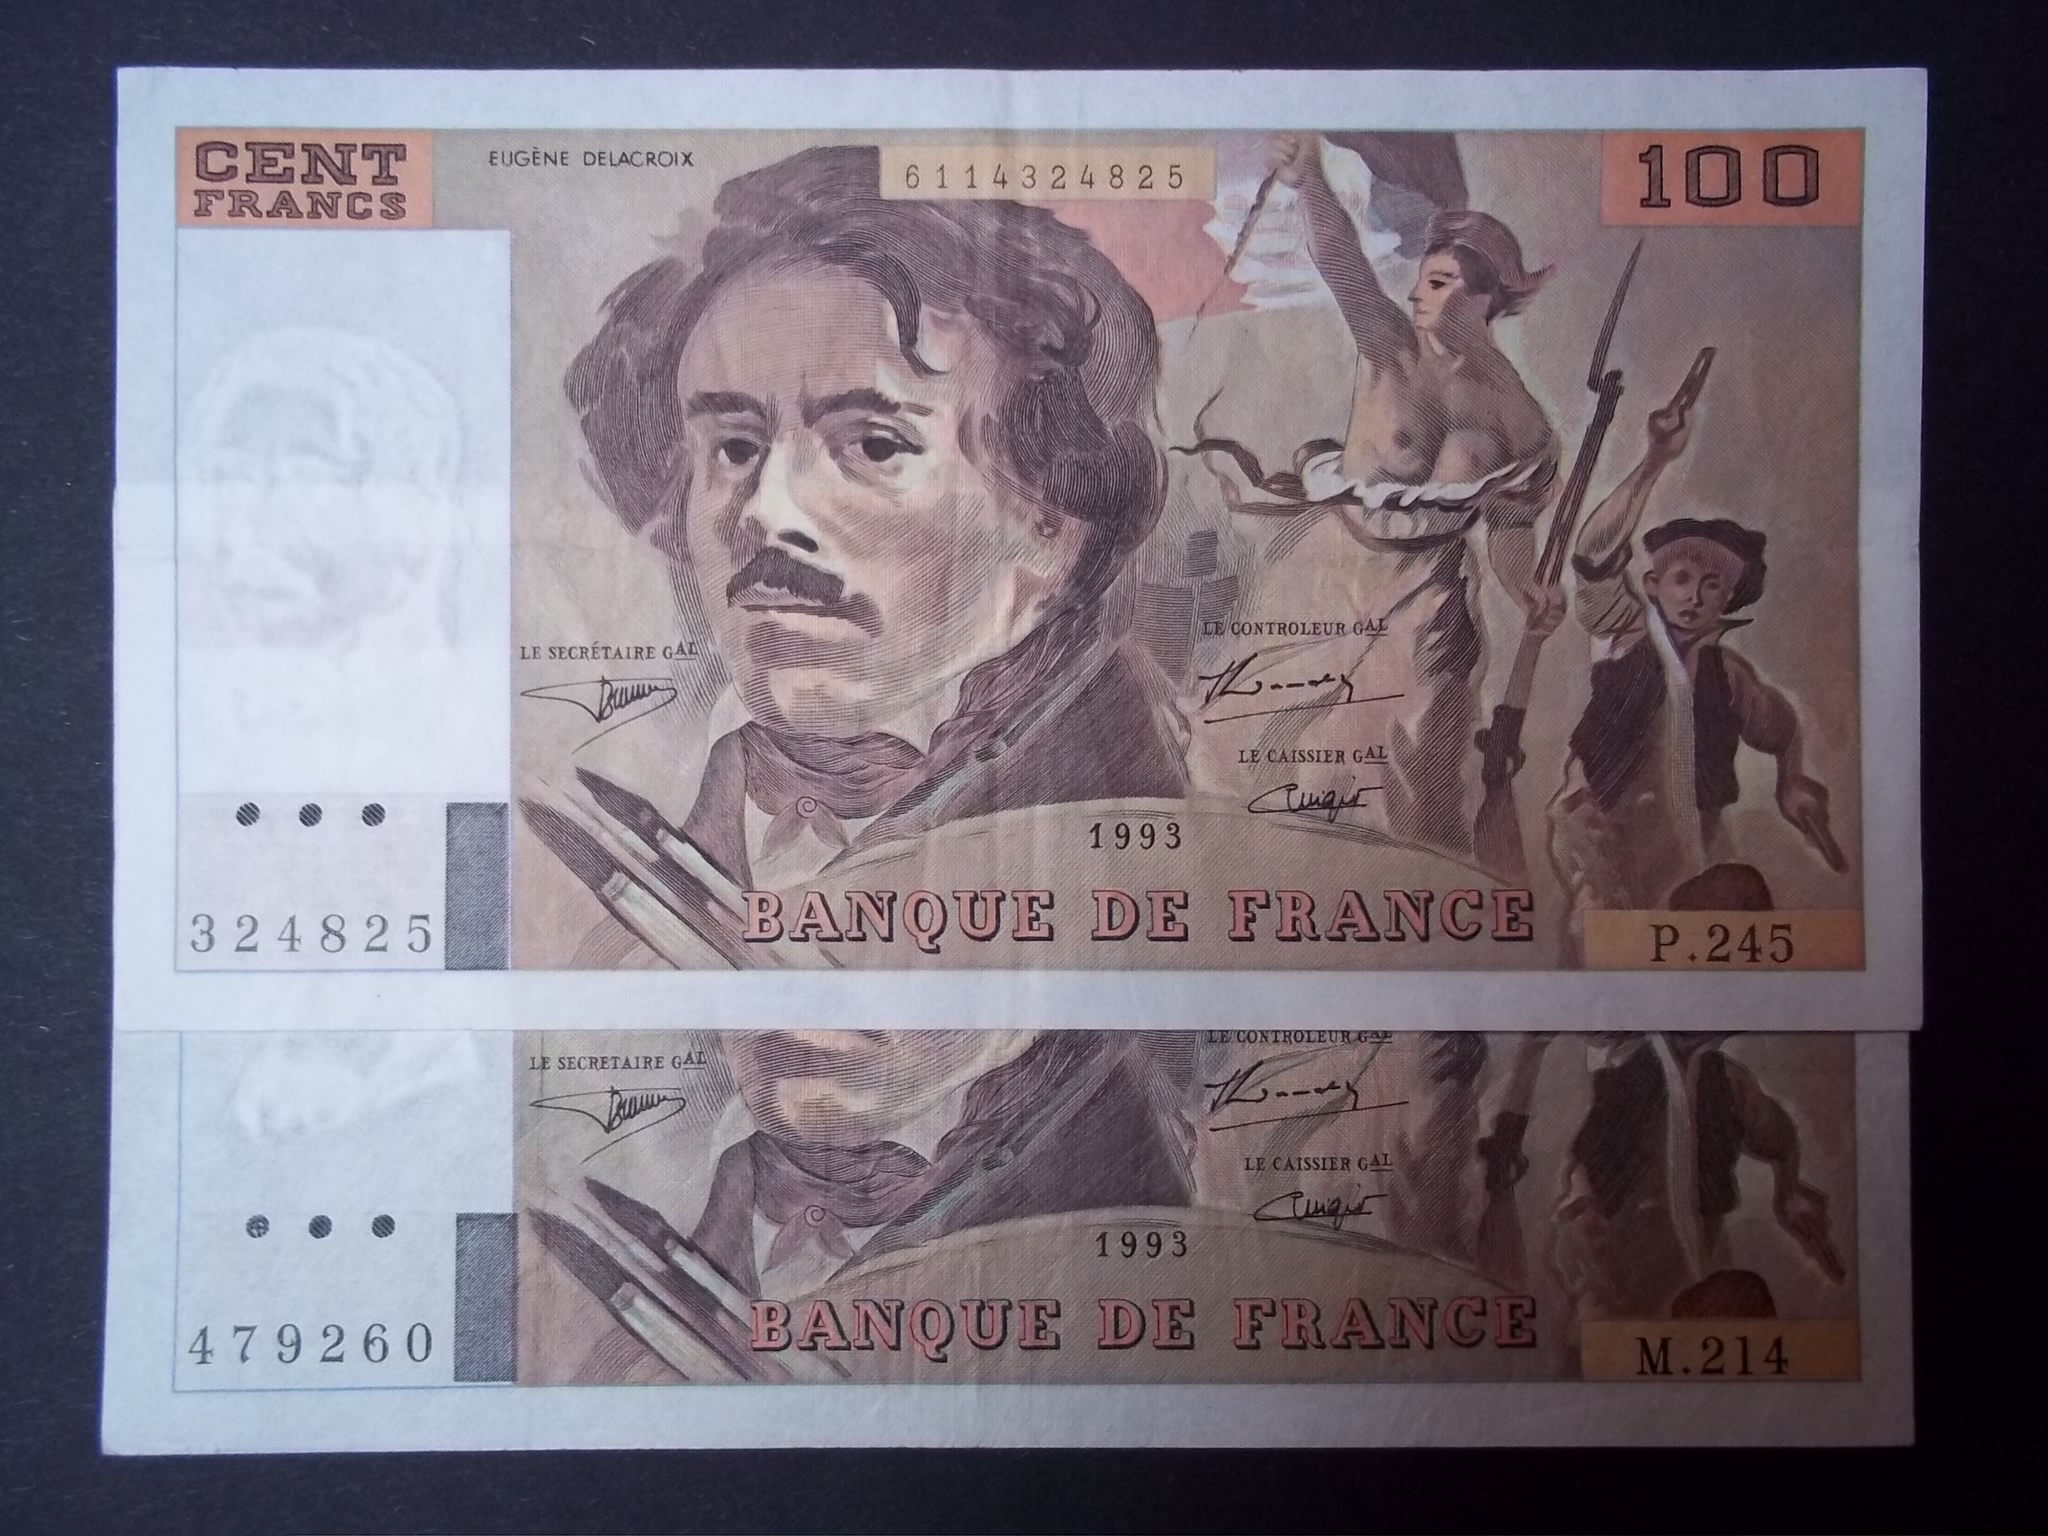 CENT
FRANCS
EUGÈNE DELACROIX
6114324825
100
LE SECRÉTAIRE GAL
LE CONTROLEUR GAL
LE CAISSIER GAL
1993
324825
BANQUE DE FRANCE
P.245
LE CONTROLEUR GAL
LE SECRETAIRE GAL
LE CAISSIER GAL
1993
479260
BANQUE DE FRANCE
M.214